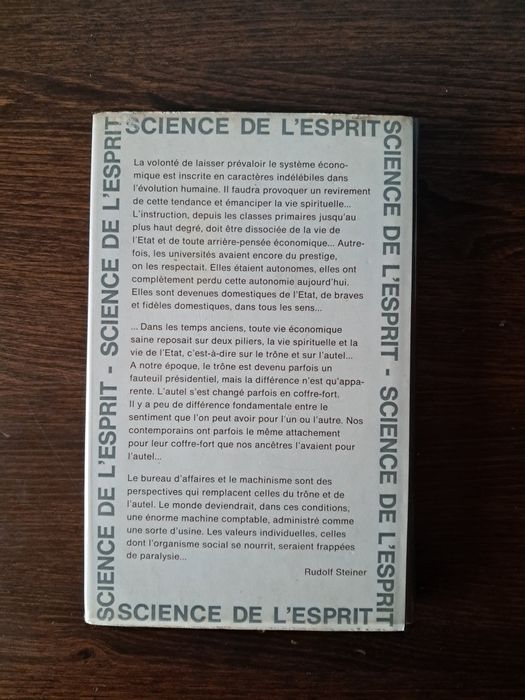 SCIENCE DE L'ESPRIT
SCIENCE DE L'ESPRIT - SCIENCE DE L'ESPRIT
La volonté de laisser prévaloir le système écono-
mique est inscrite en caractères indélébiles dans
l'évolution humaine. Il faudra provoquer un revirement
de cette tendance et émanciper la vie spirituelle...
L'instruction, depuis les classes primaires jusqu'au
plus haut degré, doit être dissociée de la vie de
l'Etat et de toute arrière-pensée économique... Autre-
fois, les universités avaient encore du prestige,
on les respectait. Elles étaient autonomes, elles ont
complètement perdu cette autonomie aujourd'hui.
Elles sont devenues domestiques de l'Etat, de braves
et fidèles domestiques, dans tous les sens...
... Dans les temps anciens, toute vie économique
saine reposait sur deux piliers, la vie spirituelle et la
vie de l'Etat, c'est-à-dire sur le trône et sur l'autel...
A notre époque, le trône est devenu parfois un
fauteuil présidentiel, mais la différence n'est qu'appa-
rente. L'autel s'est changé parfois en coffre-fort.
Il y a peu de différence fondamentale entre le
sentiment que l'on peut avoir pour l'un ou l'autre. Nos
contemporains ont parfois le même attachement
pour leur coffre-fort que nos ancêtres l'avaient pour
l'autel...
Le bureau d'affaires et le machinisme sont des
perspectives qui remplacent celles du trône et de
l'autel. Le monde deviendrait, dans ces conditions,
une énorme machine comptable, administré comme
une sorte d'usine. Les valeurs individuelles, celles
dont l'organisme social se nourrit, seraient frappées
de paralysie...
Rudolf Steiner
SCIENCE DE L'ESPRIT - SCIENCE DE L'ESPRIT
SCIENCE DE L'ESPRIT